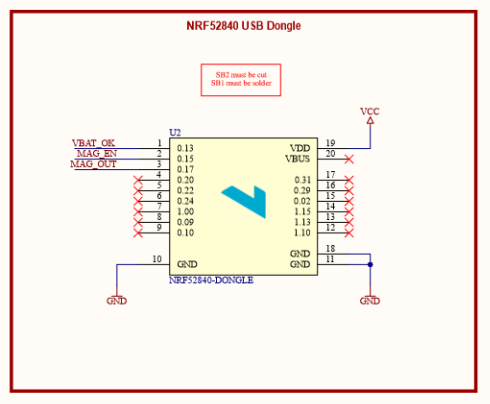 NRF52840 USB Dongle
SB2 must be cut
SB1 must be solder
VCC
U2
VBAT_OK 1 0.13 VDD 19
MAG_EN 2 0.15 VBUS 20
MAG_OUT 3 0.17
4 0.20 0.31 17
5 0.22 0.29 16
6 0.24 0.02 15
7 1.00 1.15 14
8 0.09 1.13 13
9 0.10 1.10 12
GND 18
10 GND GND 11
NRF52840-DONGLE
GND GND